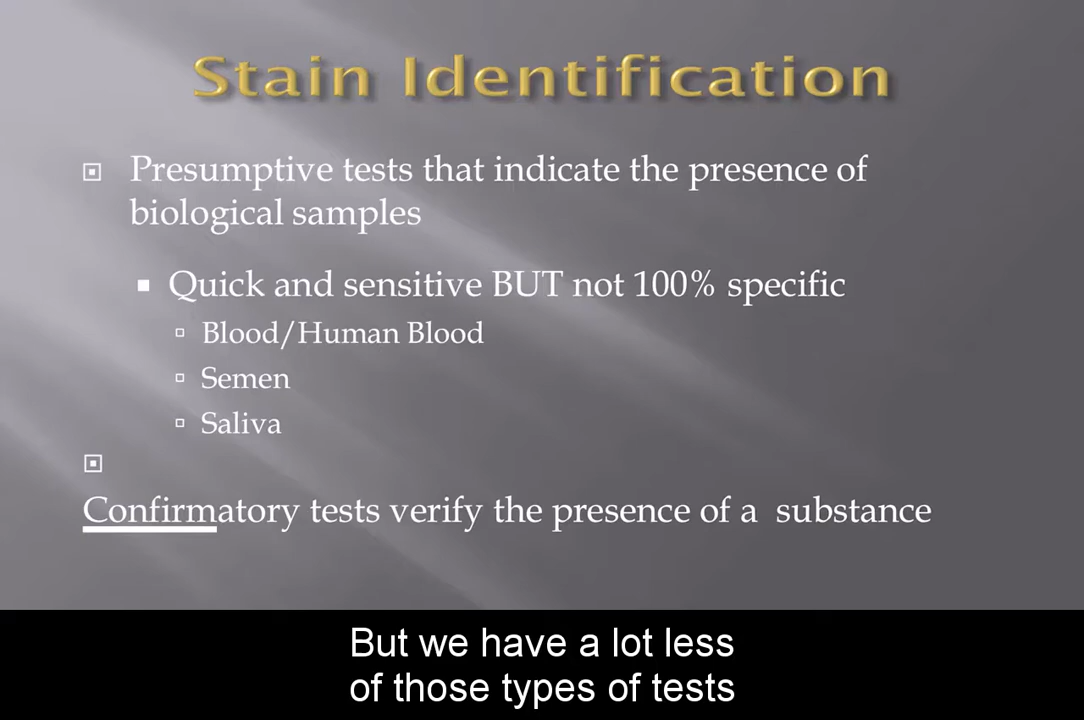 Stain Identification
Presumptive tests that indicate the presence of
biological samples
Quick and sensitive BUT not 100% specific
Blood/Human Blood
Semen
Saliva
Confirmatory tests verify the presence of a  substance
But we have a lot less
of those types of tests